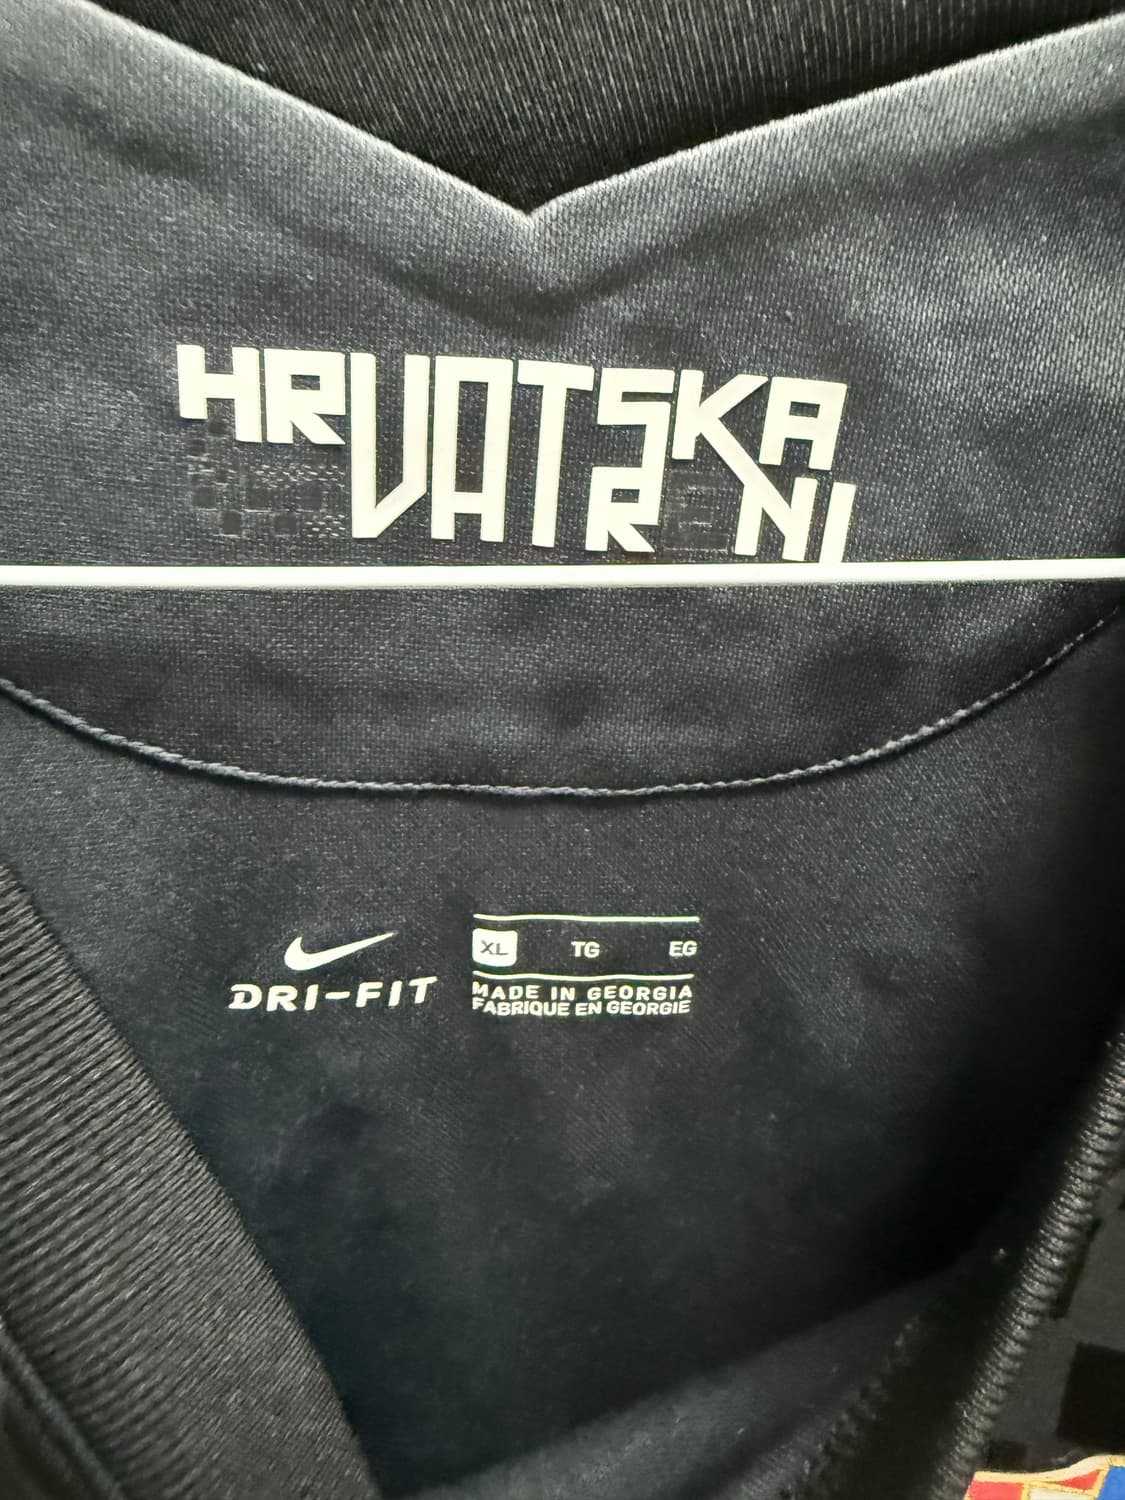 HRVATSKA
VATRENI
XL TG EG
DRI-FIT
MADE IN GEORGIA
FABRIQUE EN GEORGIE